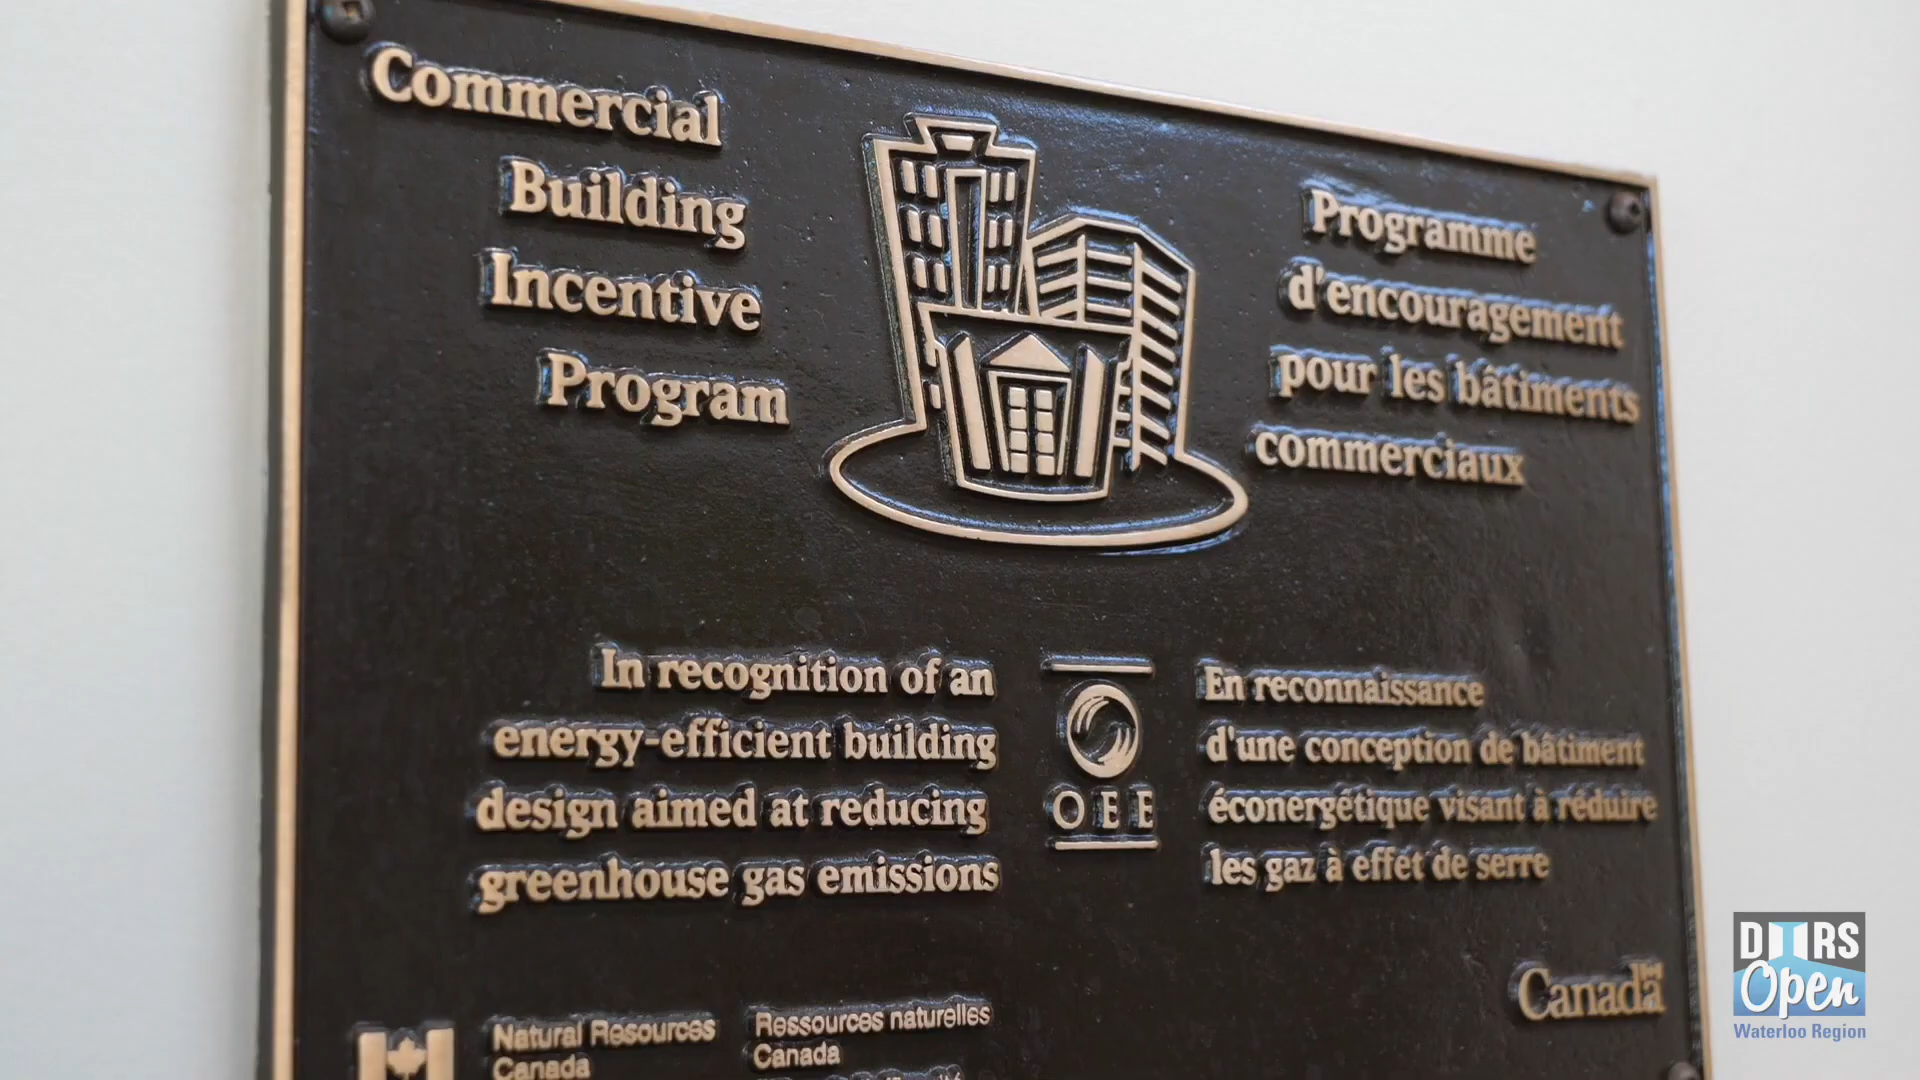 Commercial
Building
Incentive
Program
Programme
d'encouragement
pour les bâtiments
commerciaux
In recognition of an
energy-efficient building
design aimed at reducing
greenhouse gas emissions
OEE
En reconnaissance
d'une conception de bâtiment
éconergétique visant à réduire
les gaz à effet de serre
Canada
Natural Resources
Canada
Ressources naturelles
Canada
DOORS
Open
Waterloo Region